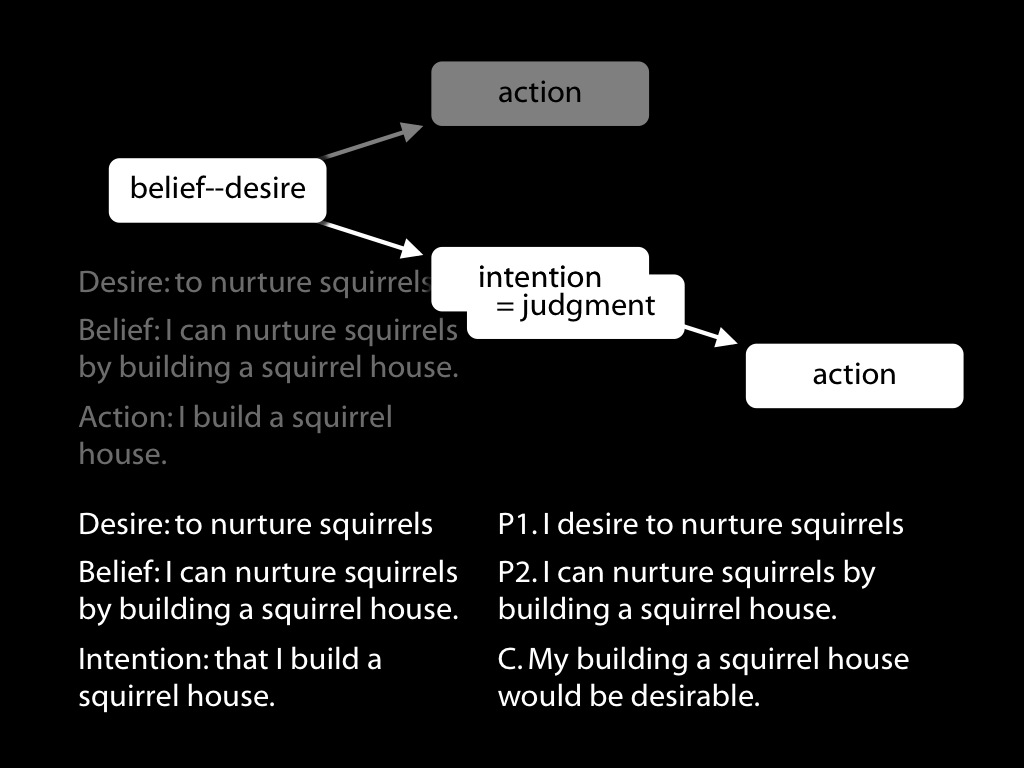 action
belief--desire
intention
= judgment
action
Desire: to nurture squirrels
Belief: I can nurture squirrels
by building a squirrel house.
Action: I build a squirrel
house.
Desire: to nurture squirrels
Belief: I can nurture squirrels
by building a squirrel house.
Intention: that I build a
squirrel house.
P1. I desire to nurture squirrels
P2. I can nurture squirrels by
building a squirrel house.
C. My building a squirrel house
would be desirable.